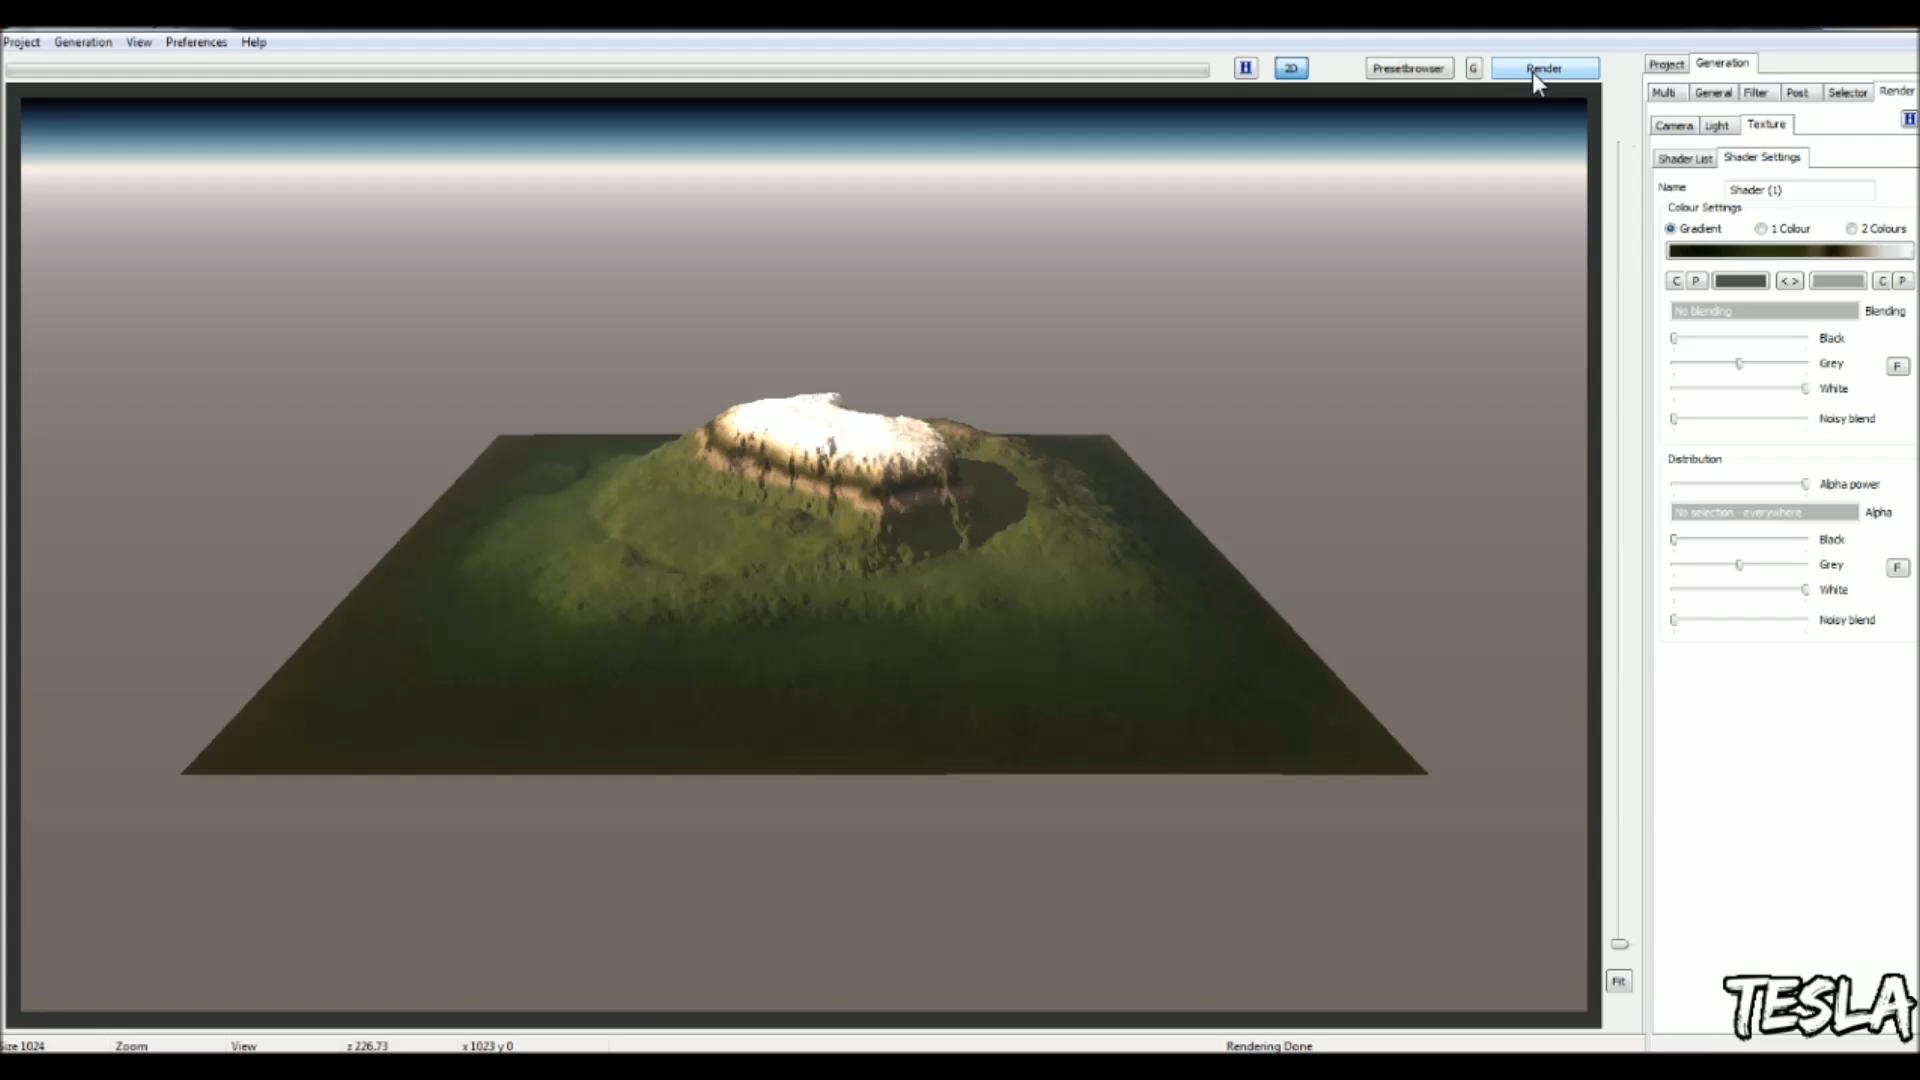 Project Generation View Preferences Help
H 2D Presetbrowser G Render
Project Generation
Multi General Filter Post Selector Render
Camera Light Texture H
Shader List Shader Settings
Name Shader (1)
Colour Settings
Gradient 1 Colour 2 Colours
C P < > C P
No blending Blending
Black
Grey F
White
Noisy blend
Distribution
Alpha power
No selection - everywhere Alpha
Black
Grey F
White
Noisy blend
Fit
TESLA
Size 1024 Zoom View z 226.73 x 1023 y 0 Rendering Done